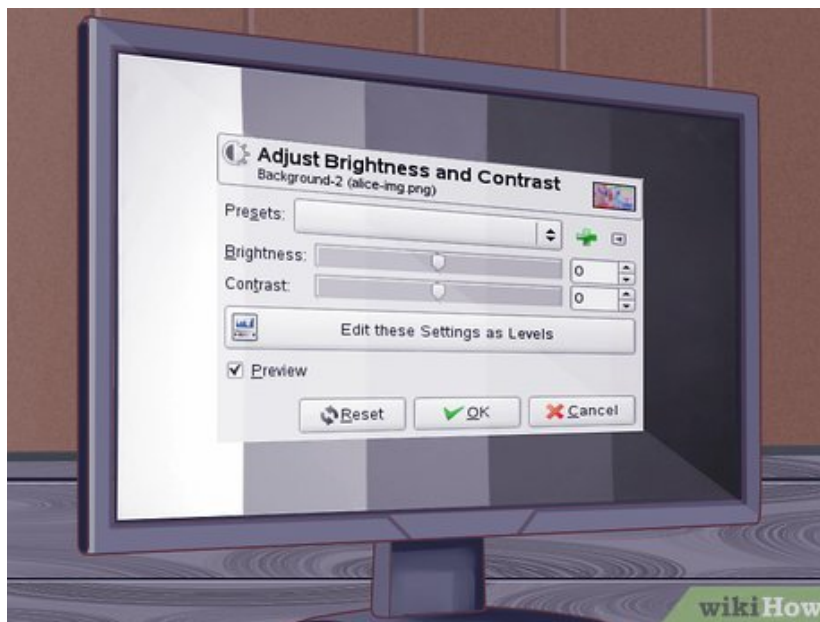 Adjust Brightness and Contrast
Background-2 (alice-img.png)
Presets:
Brightness:
0
Contrast:
0
Edit these Settings as Levels
Preview
Reset
OK
Cancel
wikiHow